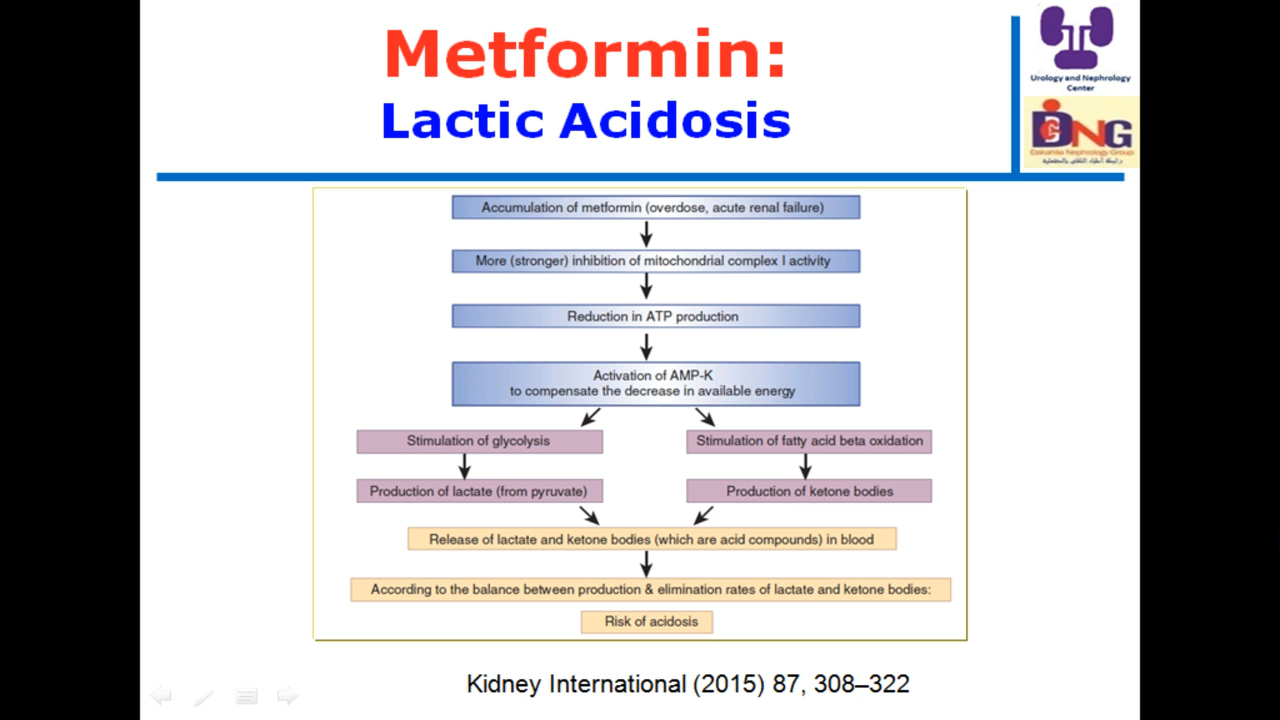 Metformin:
Lactic Acidosis
Urology and Nephrology
Center
DNG
Dakahlia Nephrology Group
Accumulation of metformin (overdose, acute renal failure)
More (stronger) inhibition of mitochondrial complex I activity
Reduction in ATP production
Activation of AMP-K
to compensate the decrease in available energy
Stimulation of glycolysis
Stimulation of fatty acid beta oxidation
Production of lactate (from pyruvate)
Production of ketone bodies
Release of lactate and ketone bodies (which are acid compounds) in blood
According to the balance between production & elimination rates of lactate and ketone bodies:
Risk of acidosis
Kidney International (2015) 87, 308–322